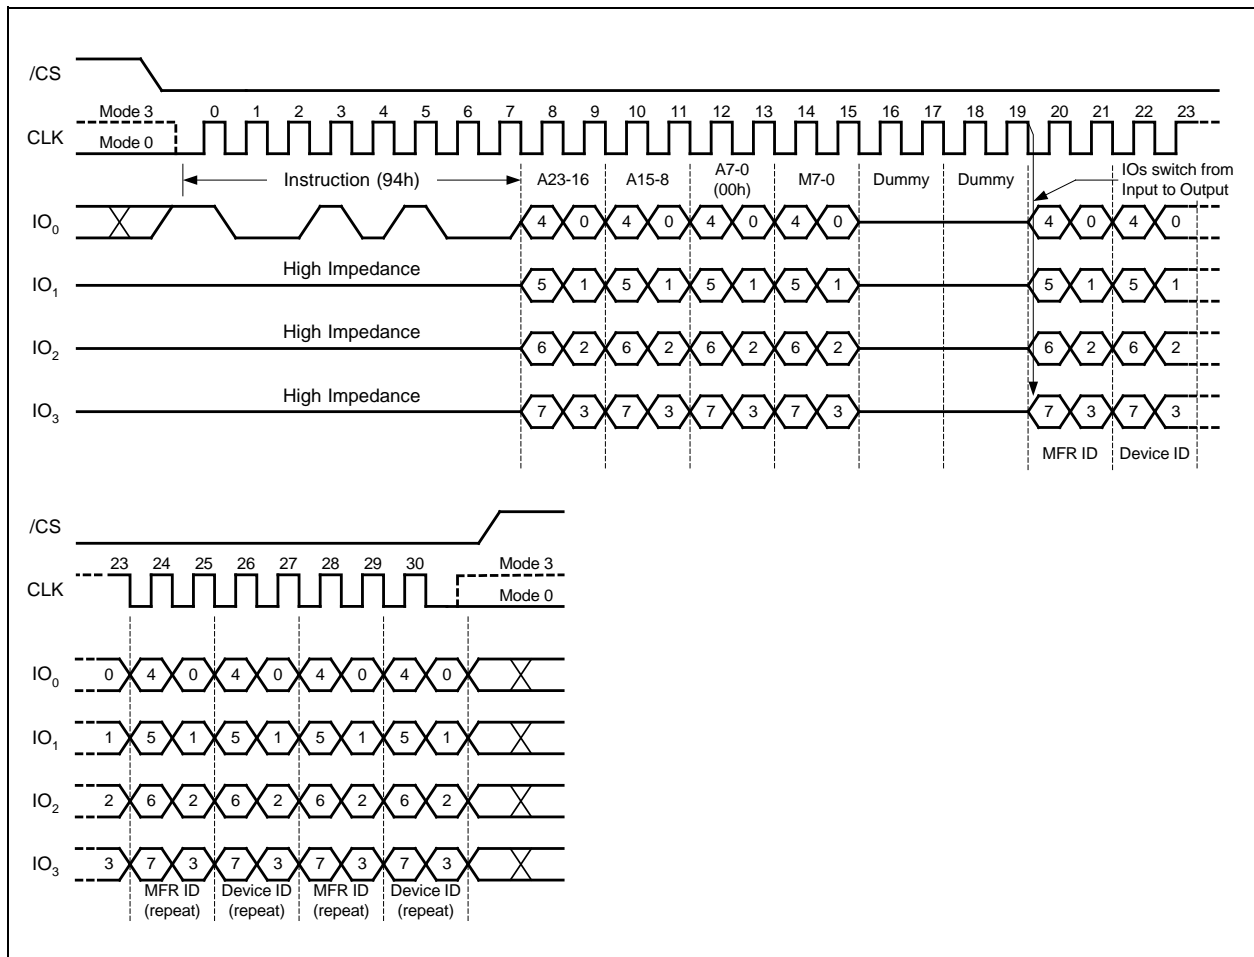 /CS
Mode 3 0 1 2 3 4 5 6 7 8 9 10 11 12 13 14 15 16 17 18 19 20 21 22 23
CLK Mode 0
Instruction (94h) A23-16 A15-8 A7-0 (00h) M7-0 Dummy Dummy IOs switch from Input to Output
IO0 4 0 4 0 4 0 4 0 4 0 4 0
High Impedance
IO1 5 1 5 1 5 1 5 1 5 1 5 1
High Impedance
IO2 6 2 6 2 6 2 6 2 6 2 6 2
High Impedance
IO3 7 3 7 3 7 3 7 3 7 3 7 3
MFR ID Device ID
/CS
23 24 25 26 27 28 29 30 Mode 3
CLK Mode 0
IO0 0 4 0 4 0 4 0 4 0
IO1 1 5 1 5 1 5 1 5 1
IO2 2 6 2 6 2 6 2 6 2
IO3 3 7 3 7 3 7 3 7 3
MFR ID Device ID MFR ID Device ID
(repeat) (repeat) (repeat) (repeat)